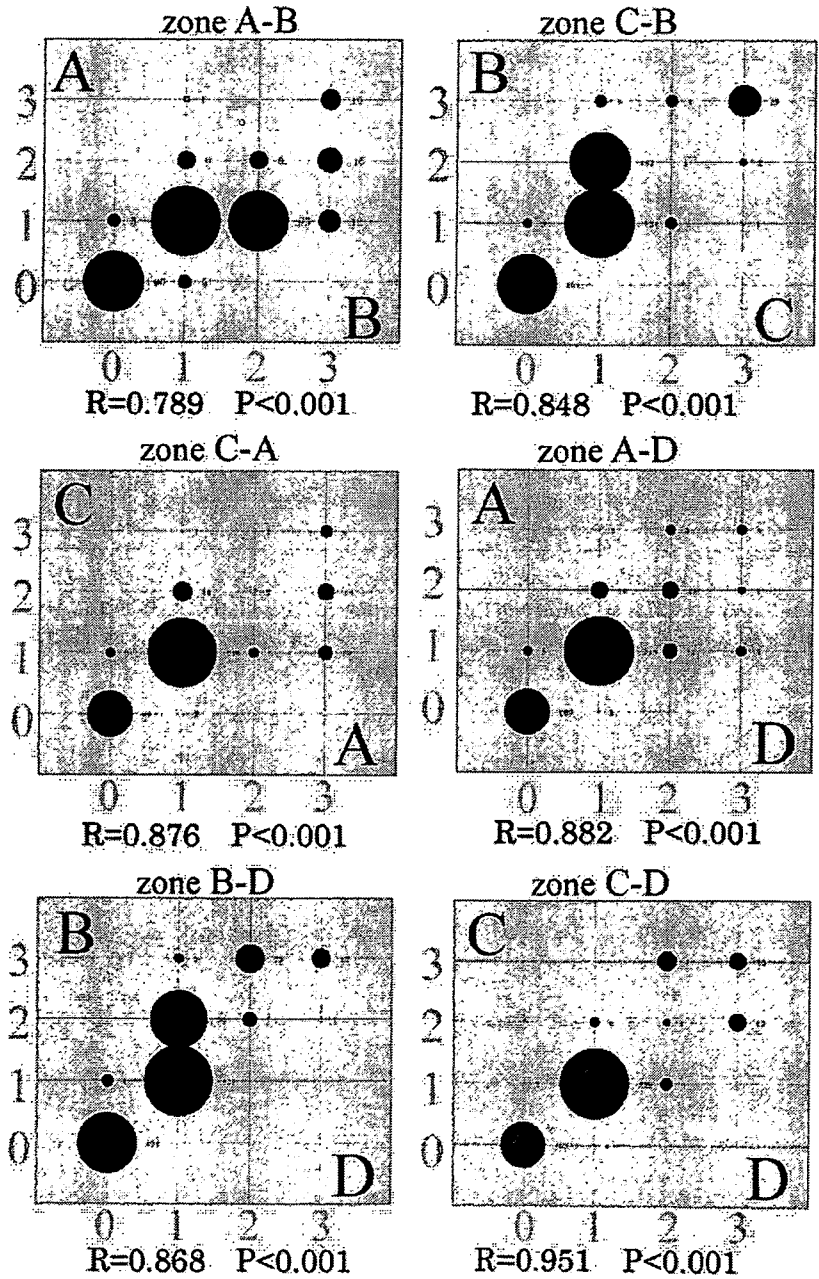 zone A-B
A
3
2
1
0
B
0 1 2 3
R=0.789 P<0.001
zone C-B
B
3
2
1
0
C
0 1 2 3
R=0.848 P<0.001
zone C-A
C
3
2
1
0
A
0 1 2 3
R=0.876 P<0.001
zone A-D
A
3
2
1
0
D
0 1 2 3
R=0.882 P<0.001
zone B-D
B
3
2
1
0
D
0 1 2 3
R=0.868 P<0.001
zone C-D
C
3
2
1
0
D
0 1 2 3
R=0.951 P<0.001